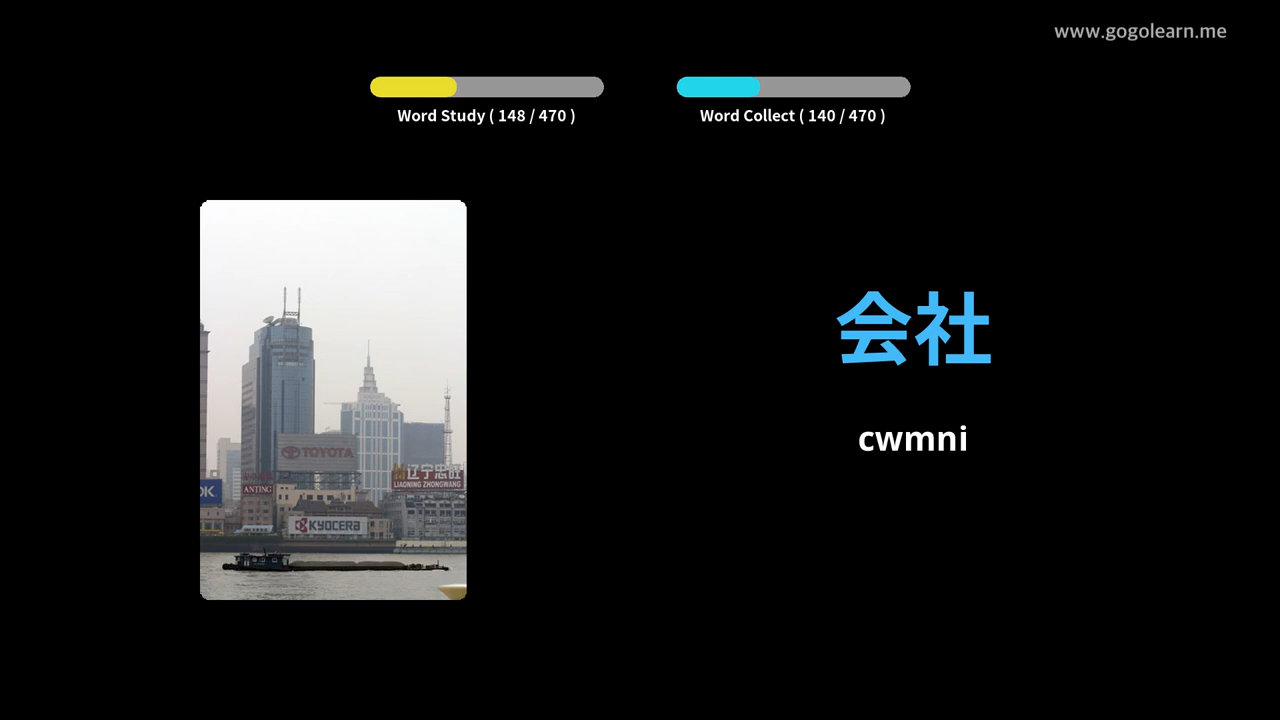 www.gogolearn.me
Word Study ( 148 / 470 )
Word Collect ( 140 / 470 )
会社
cwmni
TOYOTA
辽宁忠旺
LIAONING ZHONGWANG
ANTING
OK
KYOCERA